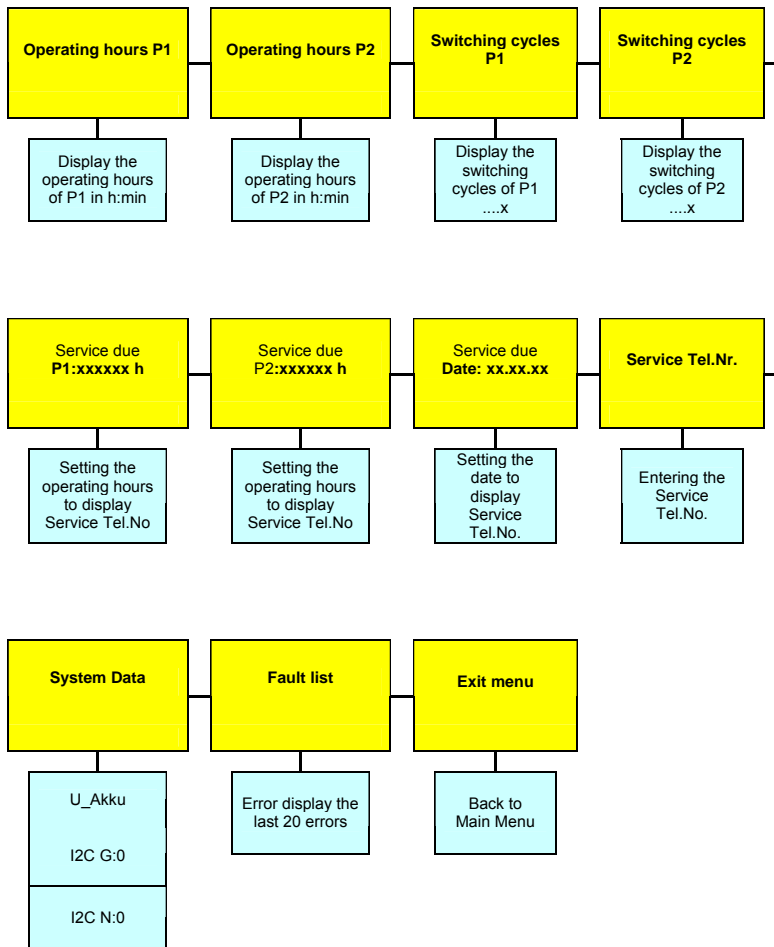 Operating hours P1
Operating hours P2
Switching cycles
P1
Switching cycles
P2
Display the
operating hours
of P1 in h:min
Display the
operating hours
of P2 in h:min
Display the
switching
cycles of P1
....x
Display the
switching
cycles of P2
....x
Service due
P1:xxxxxx h
Service due
P2:xxxxxx h
Service due
Date: xx.xx.xx
Service Tel.Nr.
Setting the
operating hours
to display
Service Tel.No
Setting the
operating hours
to display
Service Tel.No
Setting the
date to
display
Service
Tel.No.
Entering the
Service
Tel.No.
System Data
Fault list
Exit menu
U_Akku
I2C G:0
I2C N:0
Error display the
last 20 errors
Back to
Main Menu